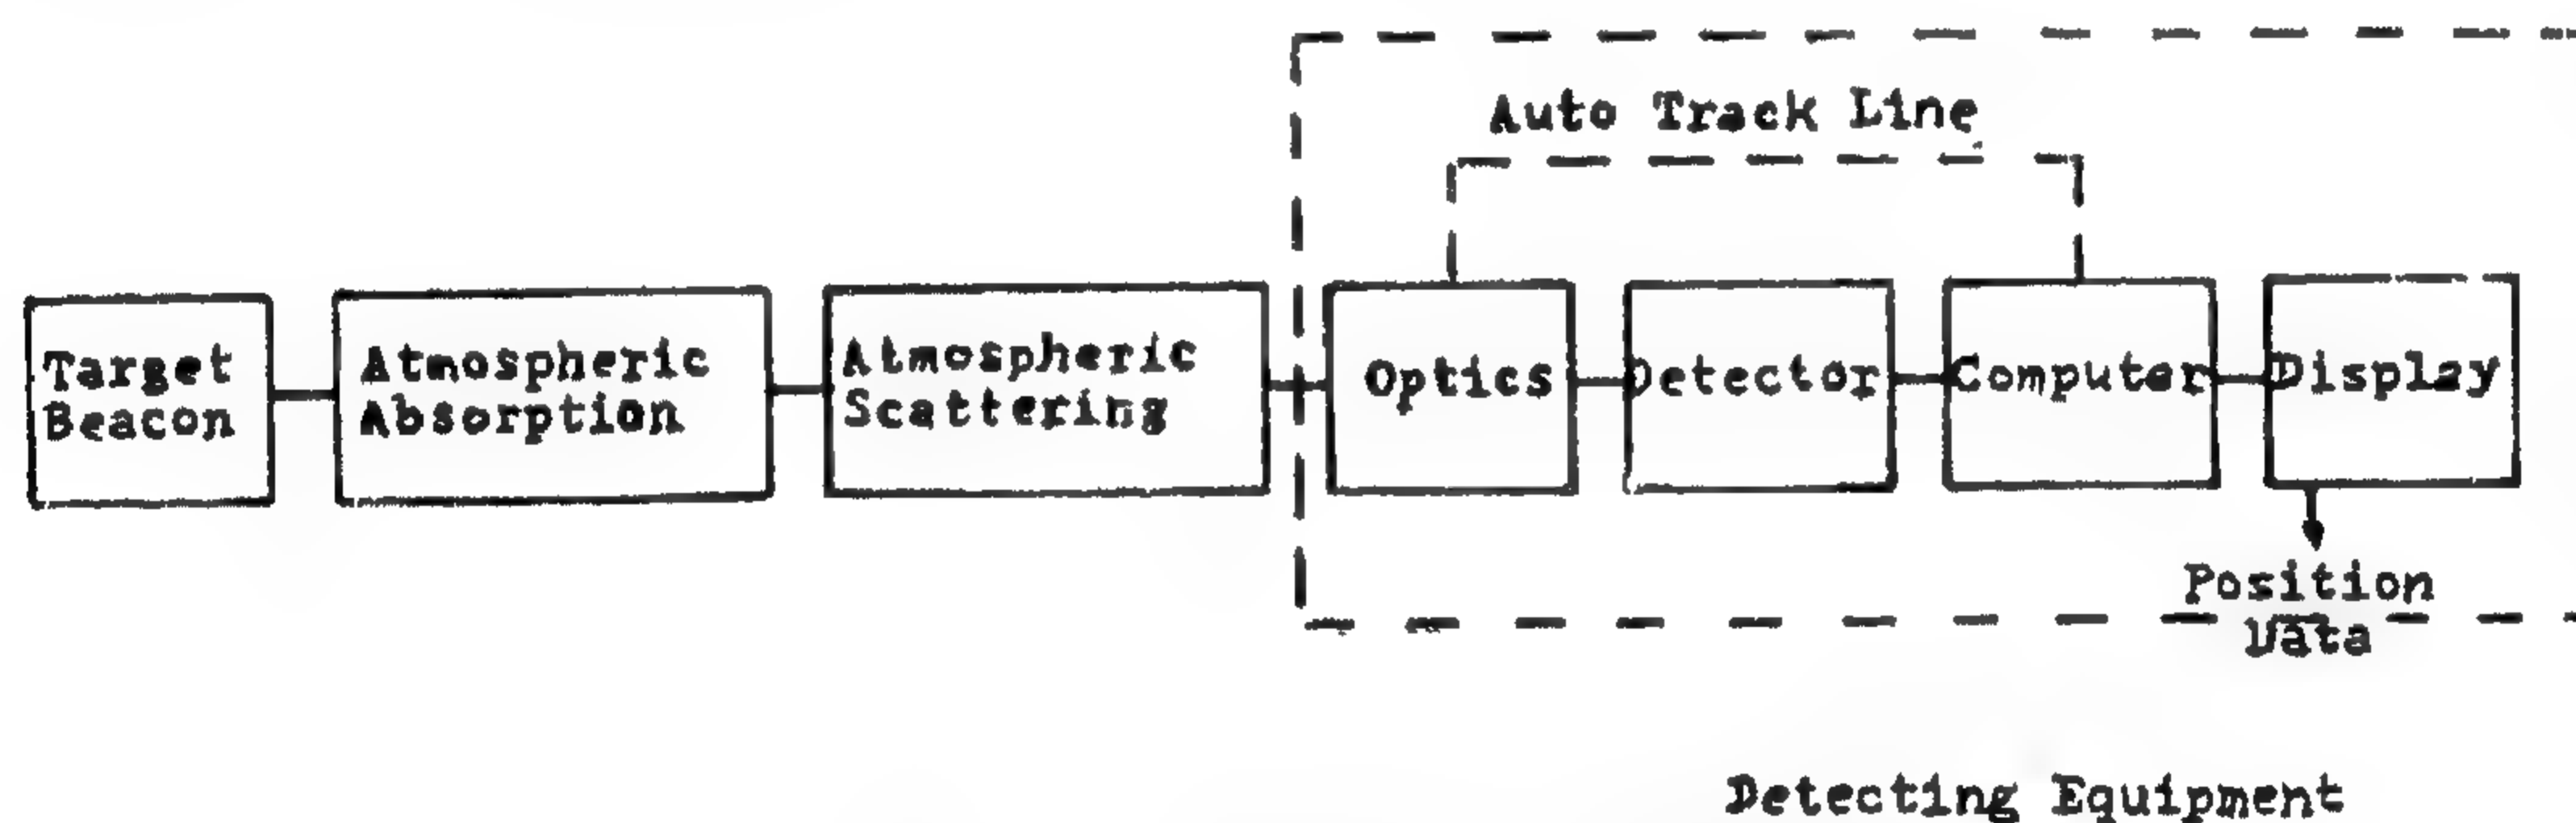 Auto Track Line
Target
Beacon
Atmospheric
Absorption
Atmospheric
Scattering
Optics
Detector
Computer
Display
Position
Data
Detecting Equipment